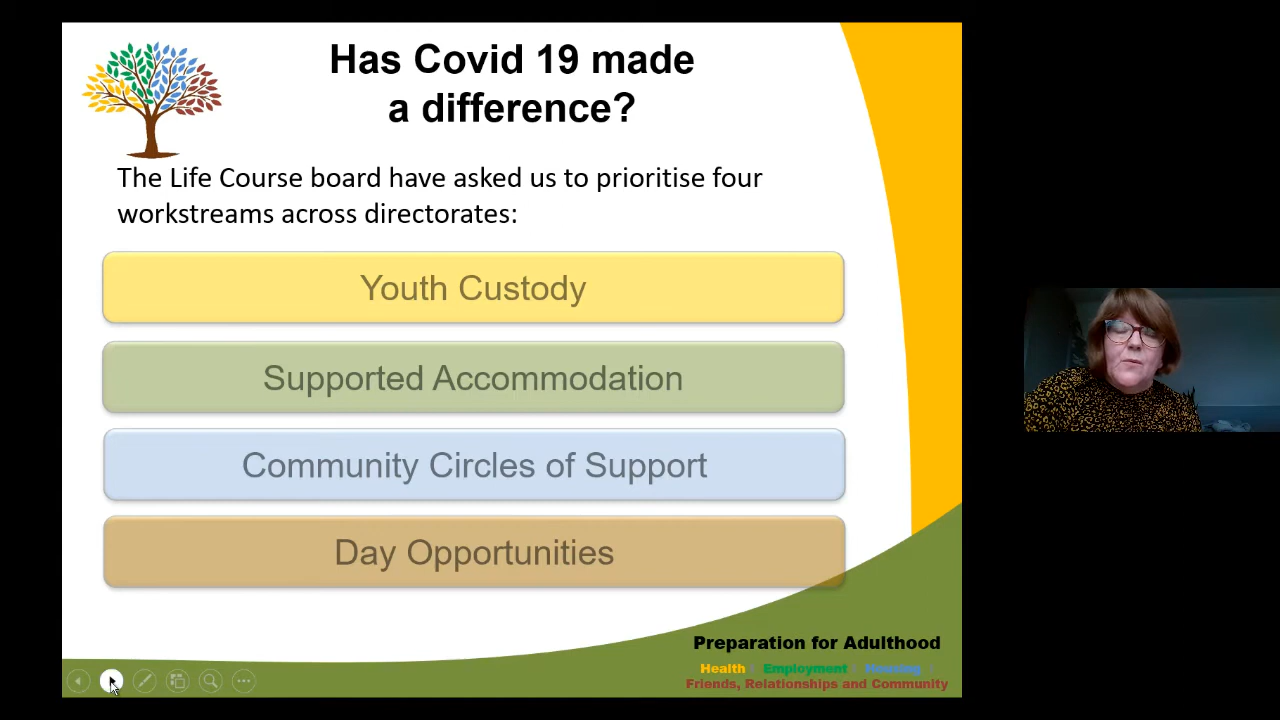 Has Covid 19 made
a difference?
The Life Course board have asked us to prioritise four
workstreams across directorates:
Youth Custody
Supported Accommodation
Community Circles of Support
Day Opportunities
Preparation for Adulthood
Health | Employment | Housing |
Friends, Relationships and Community